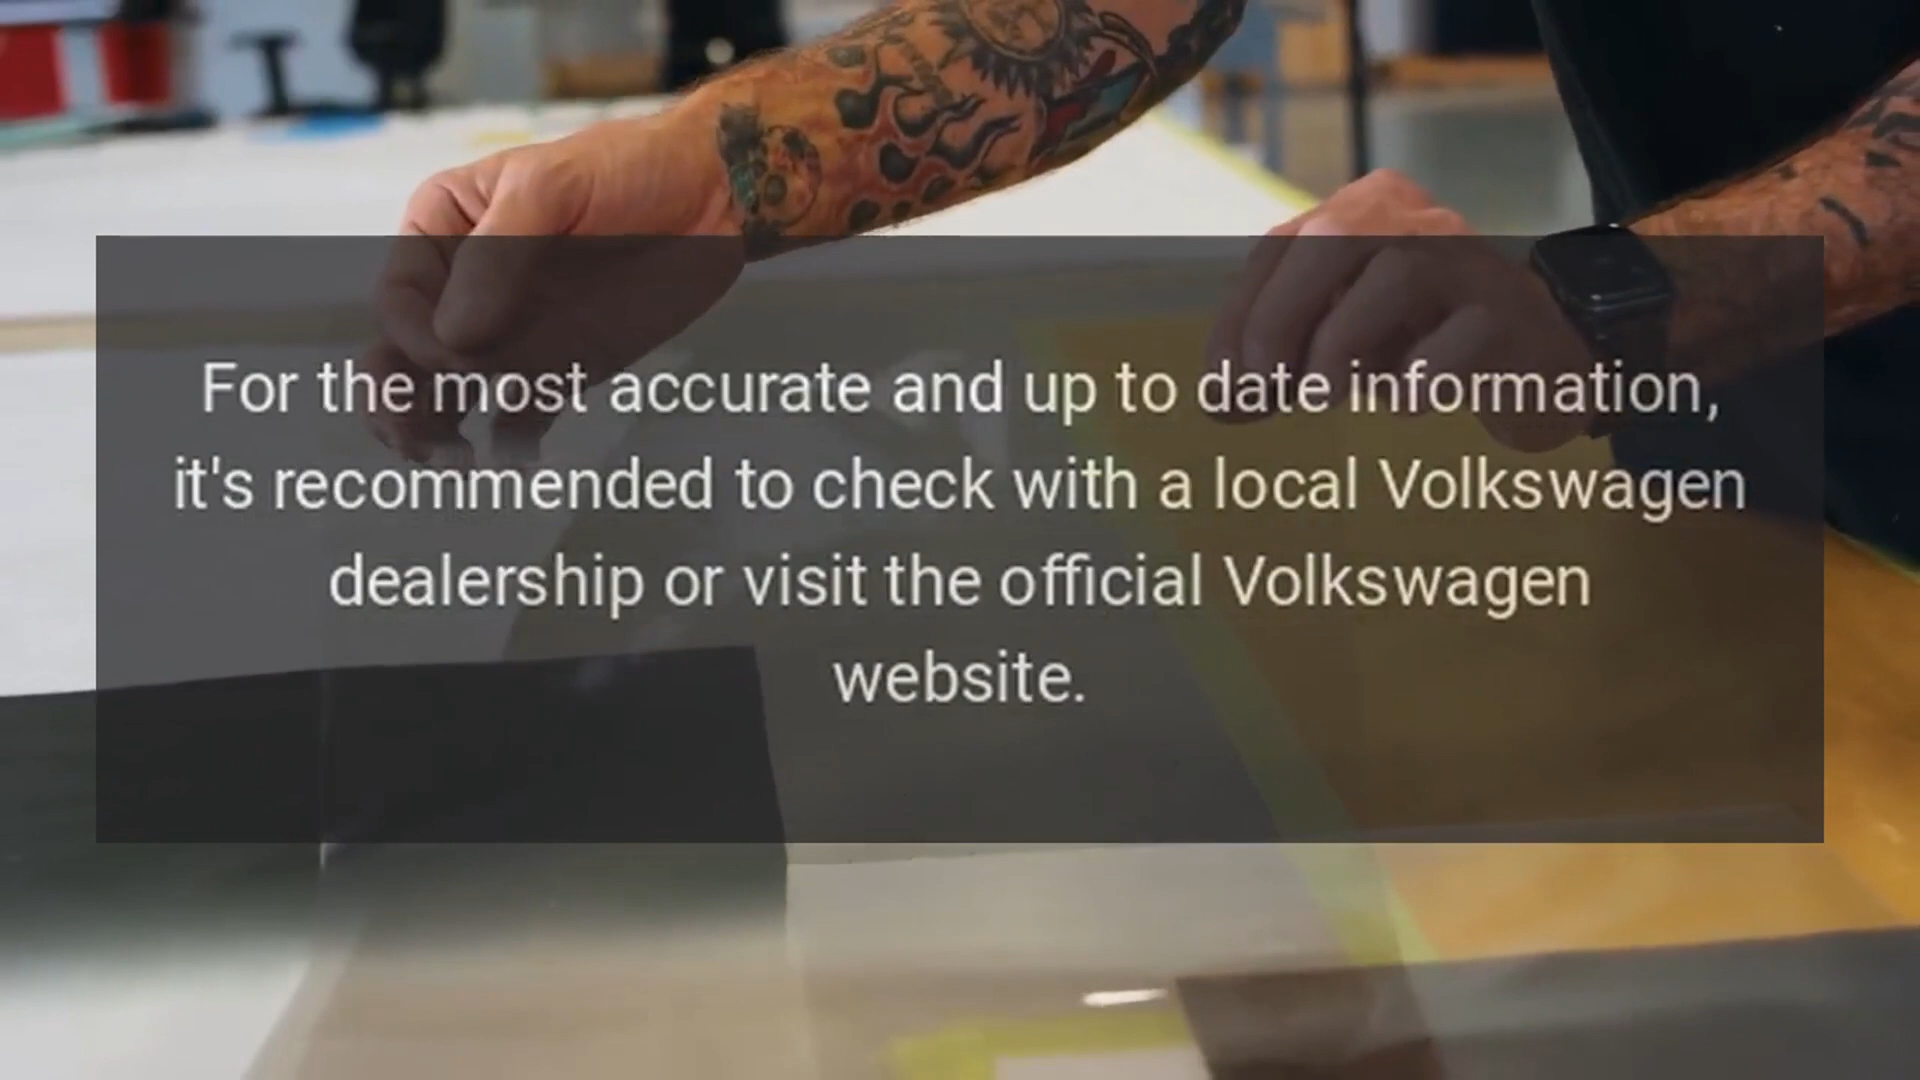 For the most accurate and up to date information,
it's recommended to check with a local Volkswagen
dealership or visit the official Volkswagen
website.